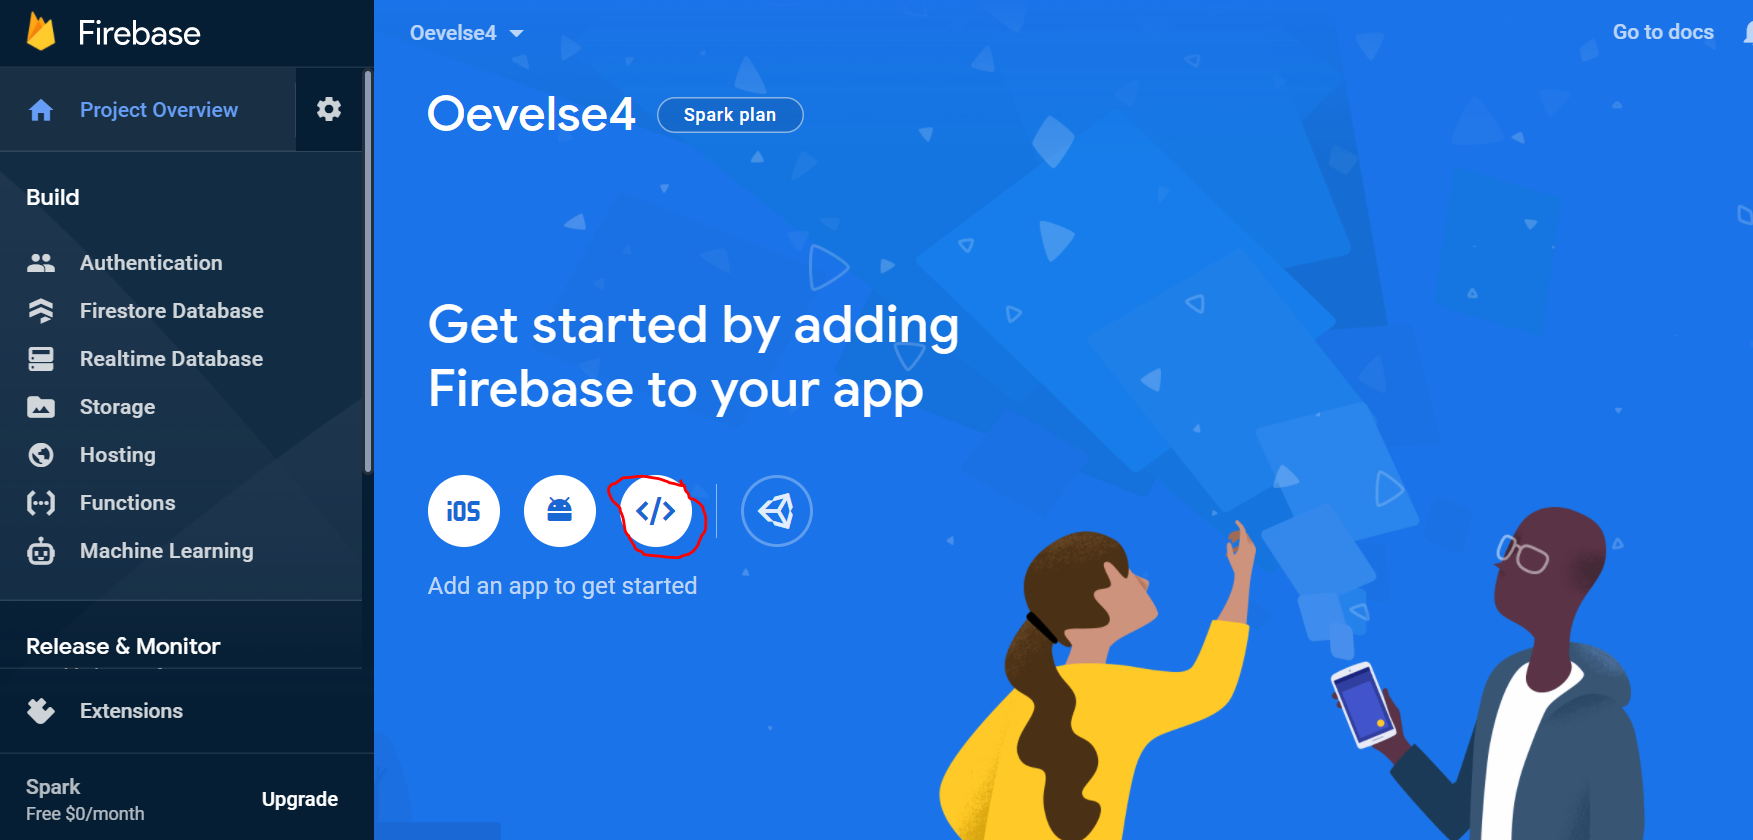 Firebase
Project Overview
Build
Authentication
Firestore Database
Realtime Database
Storage
Hosting
Functions
Machine Learning
Release & Monitor
Extensions
Spark
Free $0/month
Upgrade
Oevelse4
Go to docs
Oevelse4
Spark plan
Get started by adding
Firebase to your app
iOS
</>
Add an app to get started